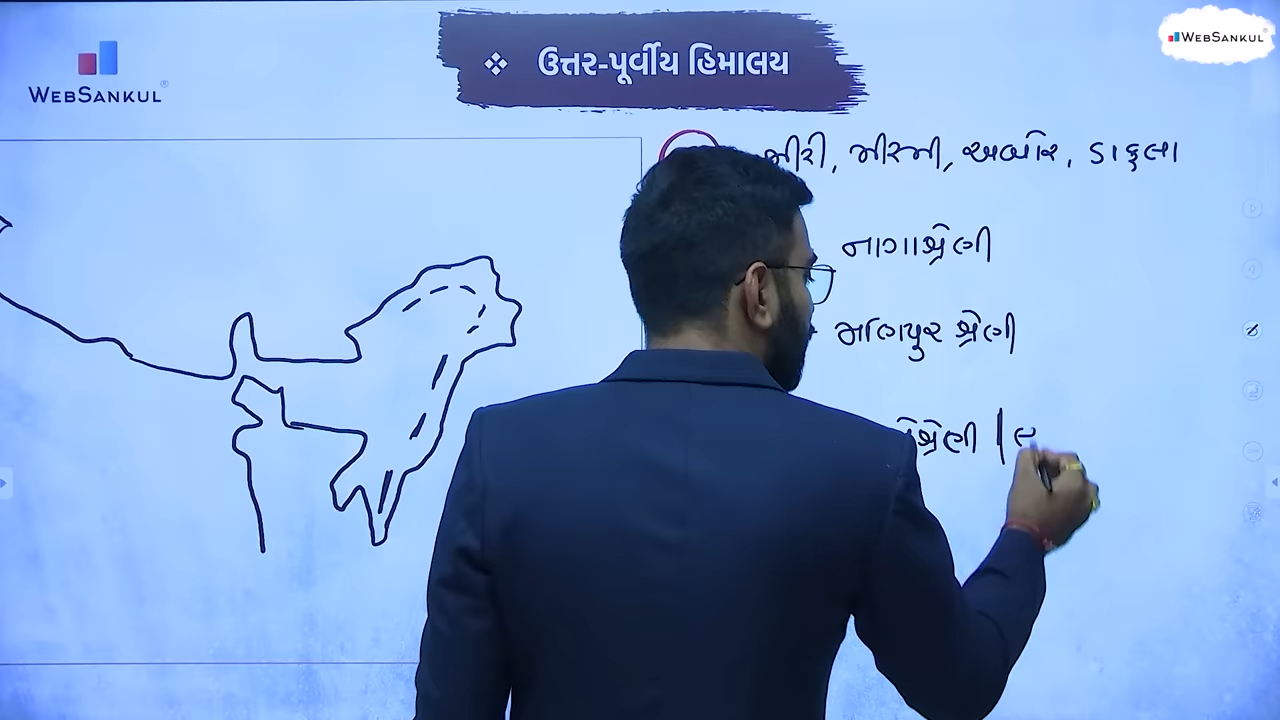 WEBSANKUL
❖ ઉત્તર-પૂર્વીય હિમાલય
WEBSANKUL
મીરી, મીશ્મી, અબોર, ડાફલા
નાગાશ્રેણી
મણિપુર શ્રેણી
શ્રેણી |